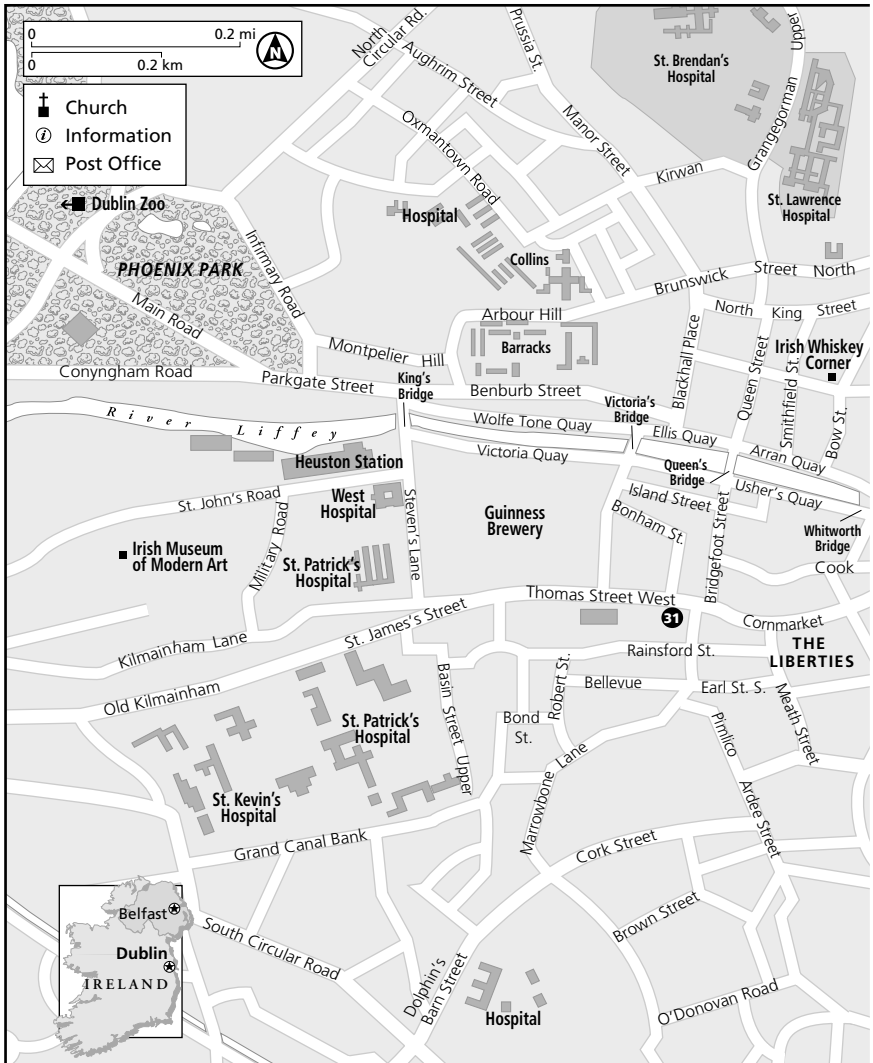 0
0.2 mi
0
0.2 km
N
Church
i
Information
Post Office
North
Circular Rd.
Aughrim Street
Prussia St.
Manor Street
Oxmantown Road
St. Brendan's
Hospital
Upper
Grangegorman
Kirwan
St. Lawrence
Hospital
Dublin Zoo
PHOENIX PARK
Main Road
Infirmary Road
Hospital
Collins
Barracks
Arbour Hill
Brunswick Street North
North King Street
Irish Whiskey
Corner
Montpelier Hill
Conyngham Road
Parkgate Street
King's
Bridge
Benburb Street
Victoria's
Bridge
Blackhall Place
Queen Street
Smithfield St.
Bow St.
River Liffey
Wolfe Tone Quay
Ellis Quay
Arran Quay
Victoria Quay
Queen's
Bridge
Usher's Quay
Island Street
Whitworth
Bridge
Heuston Station
St. John's Road
West
Hospital
Steven's Lane
Guinness
Brewery
Bonham St.
Bridgefoot Street
Cook
Irish Museum
of Modern Art
Military Road
St. Patrick's
Hospital
Thomas Street West
31
Cornmarket
Kilmainham Lane
St. James's Street
Rainsford St.
THE
LIBERTIES
Old Kilmainham
Basin Street Upper
Robert St.
Bellevue
Earl St. S.
Meath Street
St. Patrick's
Hospital
Bond
St.
Pimlico
St. Kevin's
Hospital
Marrowbone Lane
Ardee Street
Grand Canal Bank
Cork Street
Brown Street
South Circular Road
Dolphin's
Barn Street
Hospital
O'Donovan Road
Belfast
Dublin
IRELAND